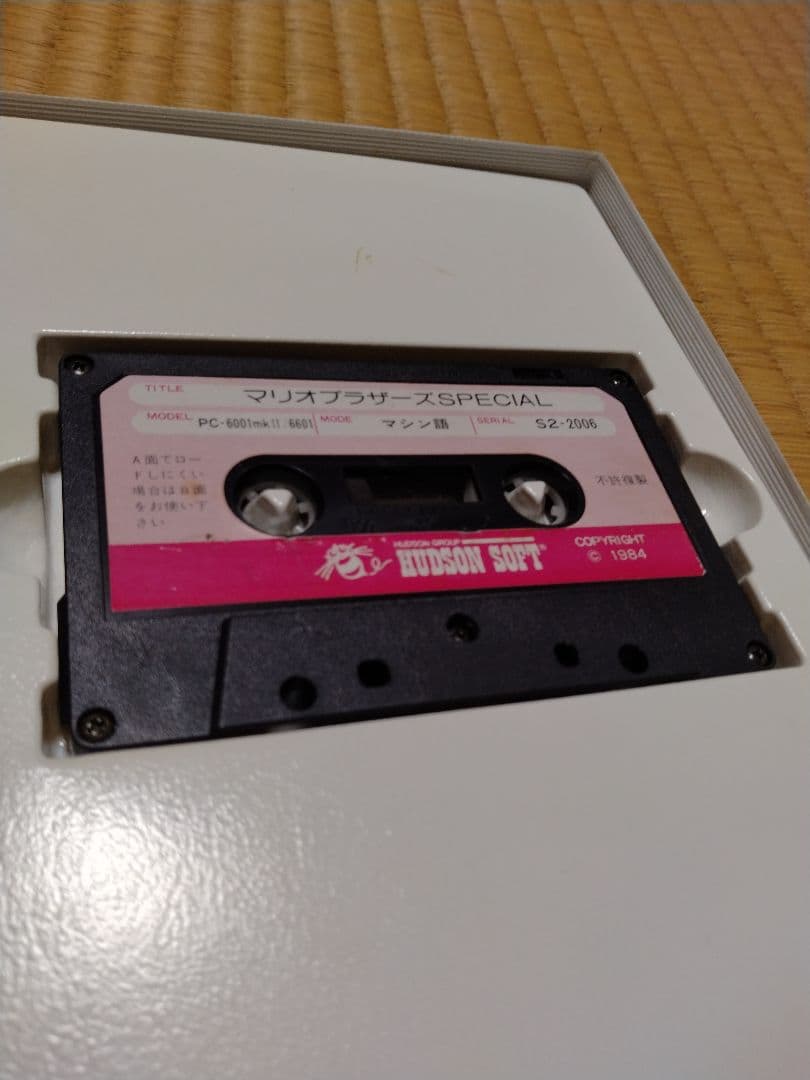 TITLE マリオブラザーズSPECIAL
MODEL PC-6001mkII/6601 MODE マシン語 SERIAL S2-2006
A面でロー
ドしにくい
場合はB面
をお使い下
さい
不許複製
HUDSON GROUP
HUDSON SOFT
COPYRIGHT
© 1984